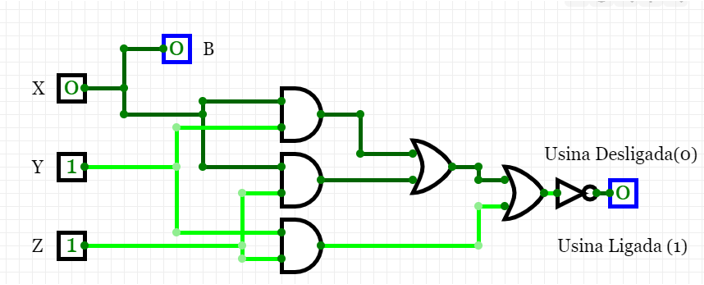 O B
X O
Usina Desligada(0)
Y 1
O
Z 1
Usina Ligada (1)